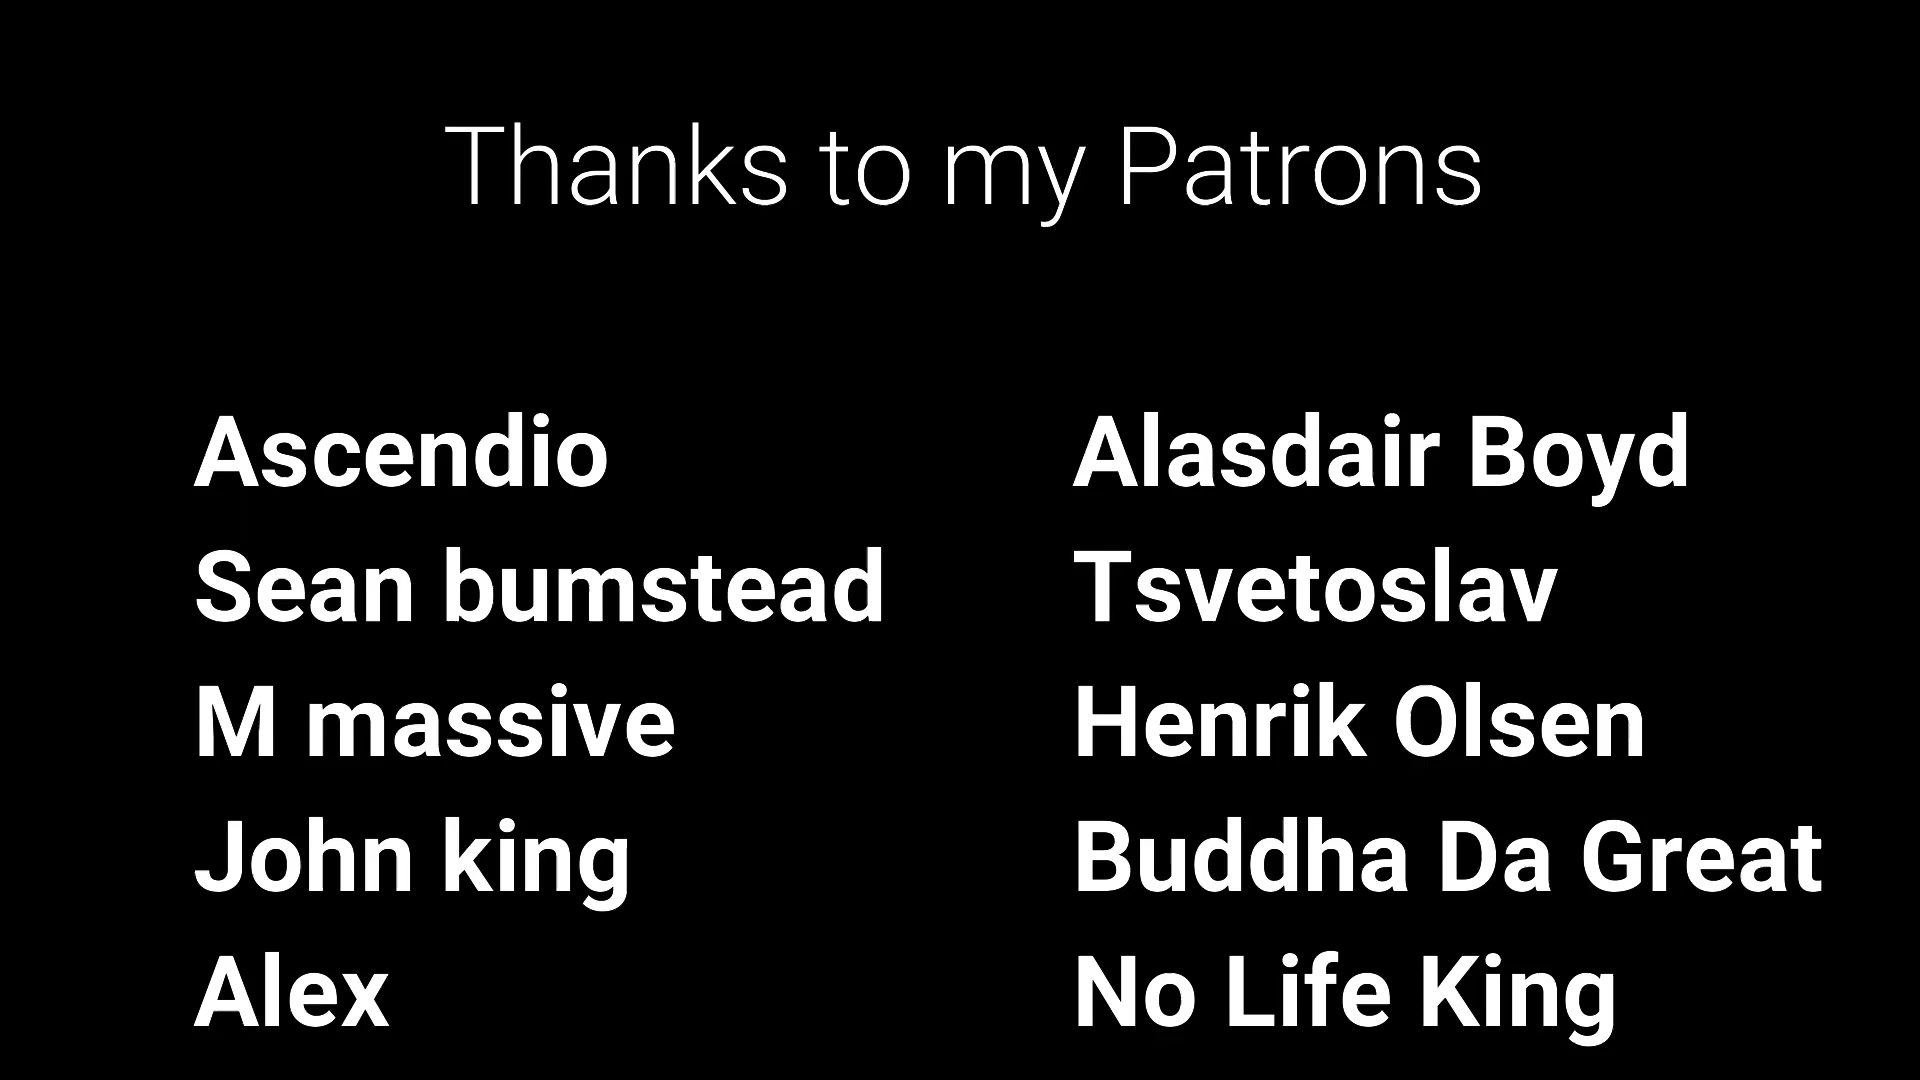 Thanks to my Patrons
Ascendio
Sean bumstead
M massive
John king
Alex
Alasdair Boyd
Tsvetoslav
Henrik Olsen
Buddha Da Great
No Life King